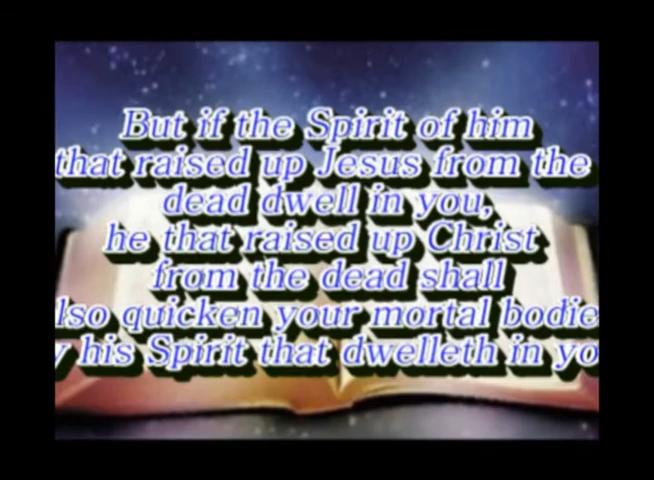 But if the Spirit of him
that raised up Jesus from the
dead dwell in you,
he that raised up Christ
from the dead shall
lso quicken your mortal bodie
y his Spirit that dwelleth in yo